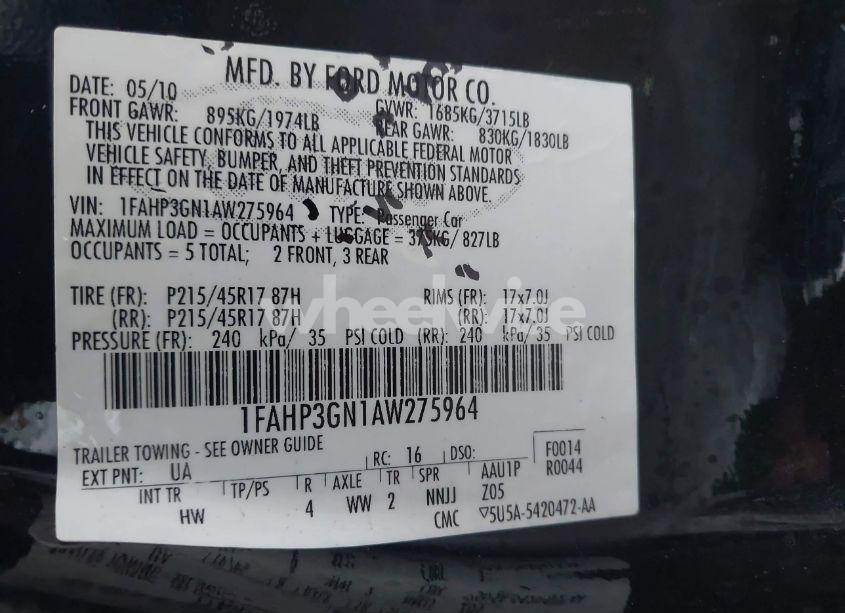 MFD. BY FORD MOTOR CO.
DATE: 05/10 GVWR: 1685KG/3715LB
FRONT GAWR: 895KG/1974LB REAR GAWR: 830KG/1830LB
THIS VEHICLE CONFORMS TO ALL APPLICABLE FEDERAL MOTOR
VEHICLE SAFETY, BUMPER, AND THEFT PREVENTION STANDARDS
IN EFFECT ON THE DATE OF MANUFACTURE SHOWN ABOVE.
VIN: 1FAHP3GN1AW275964 TYPE: Passenger Car
MAXIMUM LOAD = OCCUPANTS + LUGGAGE = 375KG/ 827LB
OCCUPANTS = 5 TOTAL; 2 FRONT, 3 REAR
TIRE (FR): P215/45R17 87H RIMS (FR): 17x7.0J
(RR): P215/45R17 87H (RR): 17x7.0J
wheelwise
PRESSURE (FR): 240 kPa/ 35 PSI COLD (RR): 240 kPa/ 35 PSI COLD
1FAHP3GN1AW275964
TRAILER TOWING - SEE OWNER GUIDE
EXT PNT: UA RC: 16 DSO: F0014
R0044
INT TR TP/PS R AXLE TR SPR AAU1P
HW 4 WW 2 NNJJ Z05
CMC ▽5U5A-5420472-AA